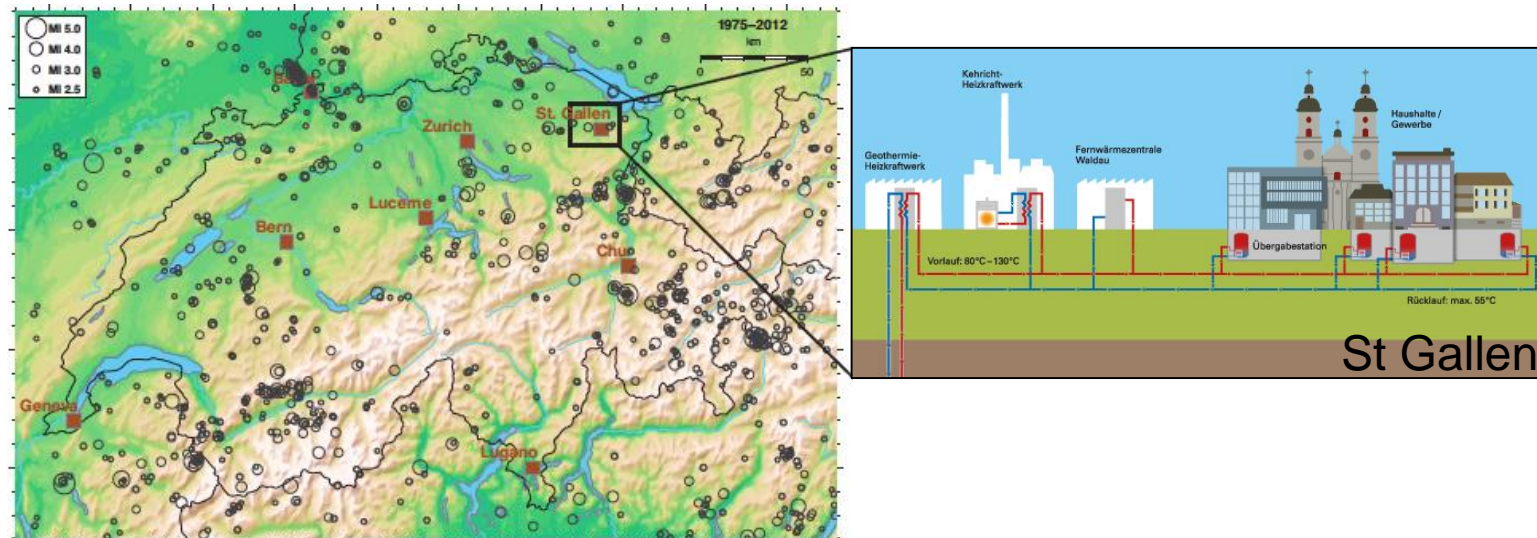 Ml 5.0
Ml 4.0
Ml 3.0
Ml 2.5
1975–2012
km
0
50
Basel
St. Gallen
Zurich
Lucerne
Bern
Chur
Geneva
Lugano
Kehricht-
Heizkraftwerk
Haushalte /
Gewerbe
Geothermie-
Heizkraftwerk
Fernwärmezentrale
Waldau
Übergabestation
Vorlauf: 80°C–130°C
Rücklauf: max. 55°C
St Gallen